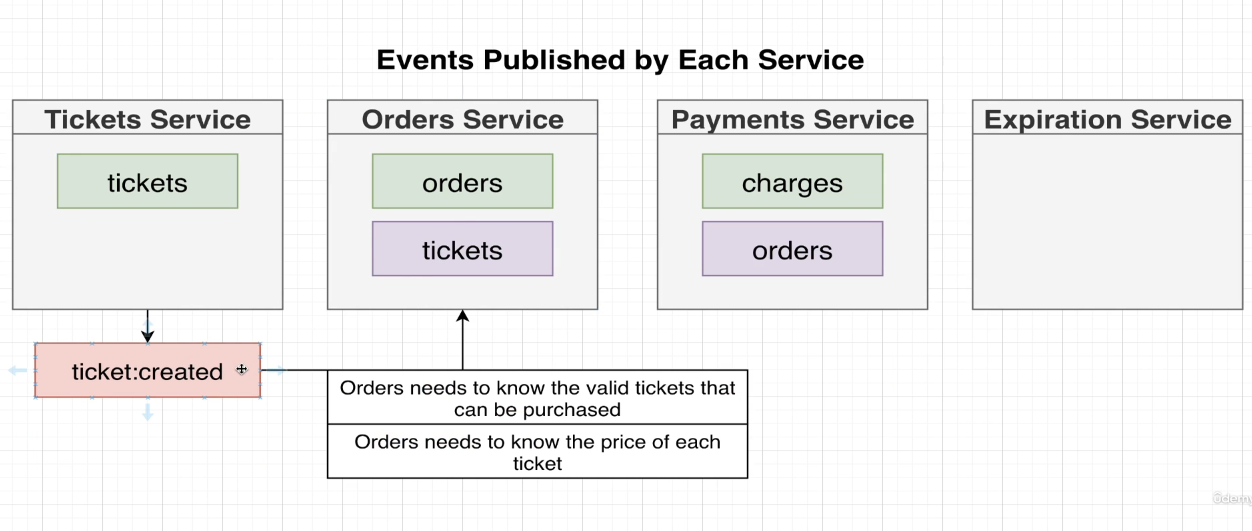 Events Published by Each Service
Tickets Service
Orders Service
Payments Service
Expiration Service
tickets
orders
charges
tickets
orders
ticket:created
Orders needs to know the valid tickets that
can be purchased
Orders needs to know the price of each
ticket
ûdemy